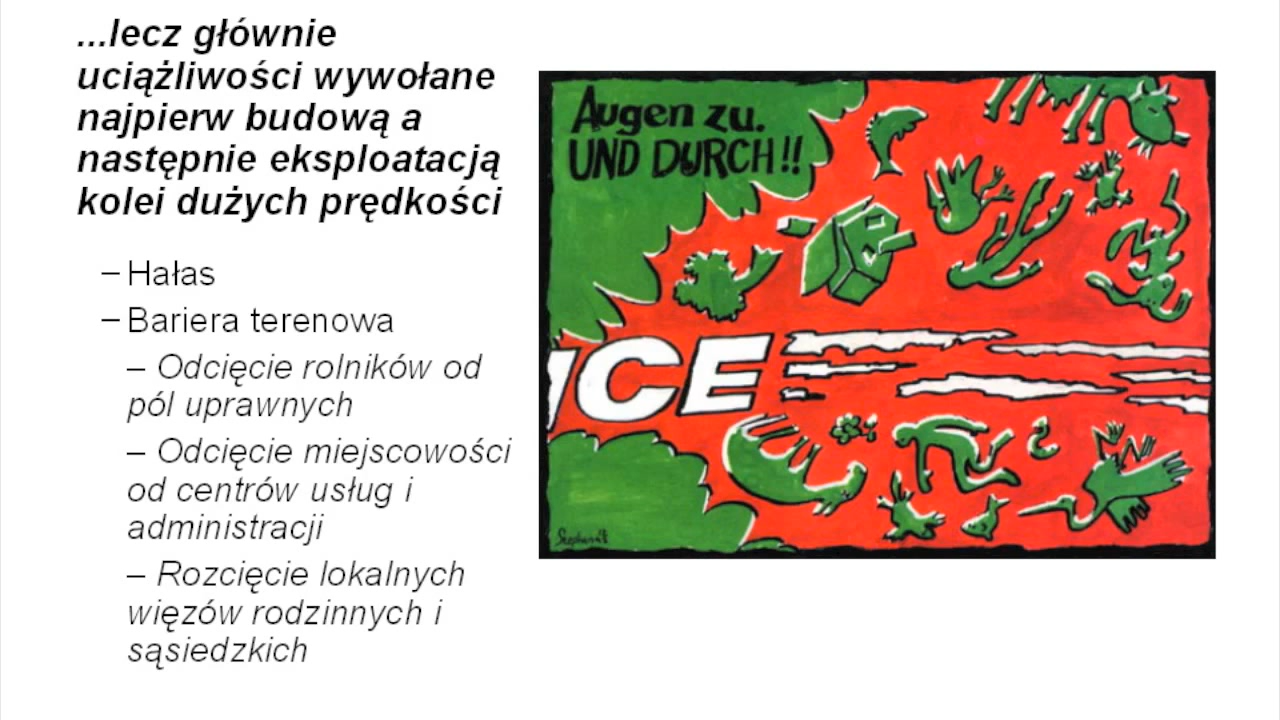 ...lecz głównie
uciążliwości wywołane
najpierw budową a
następnie eksploatacją
kolei dużych prędkości
– Hałas
– Bariera terenowa
– Odcięcie rolników od
pól uprawnych
– Odcięcie miejscowości
od centrów usług i
administracji
– Rozcięcie lokalnych
więzów rodzinnych i
sąsiedzkich
Augen zu.
UND DURCH!!
ICE